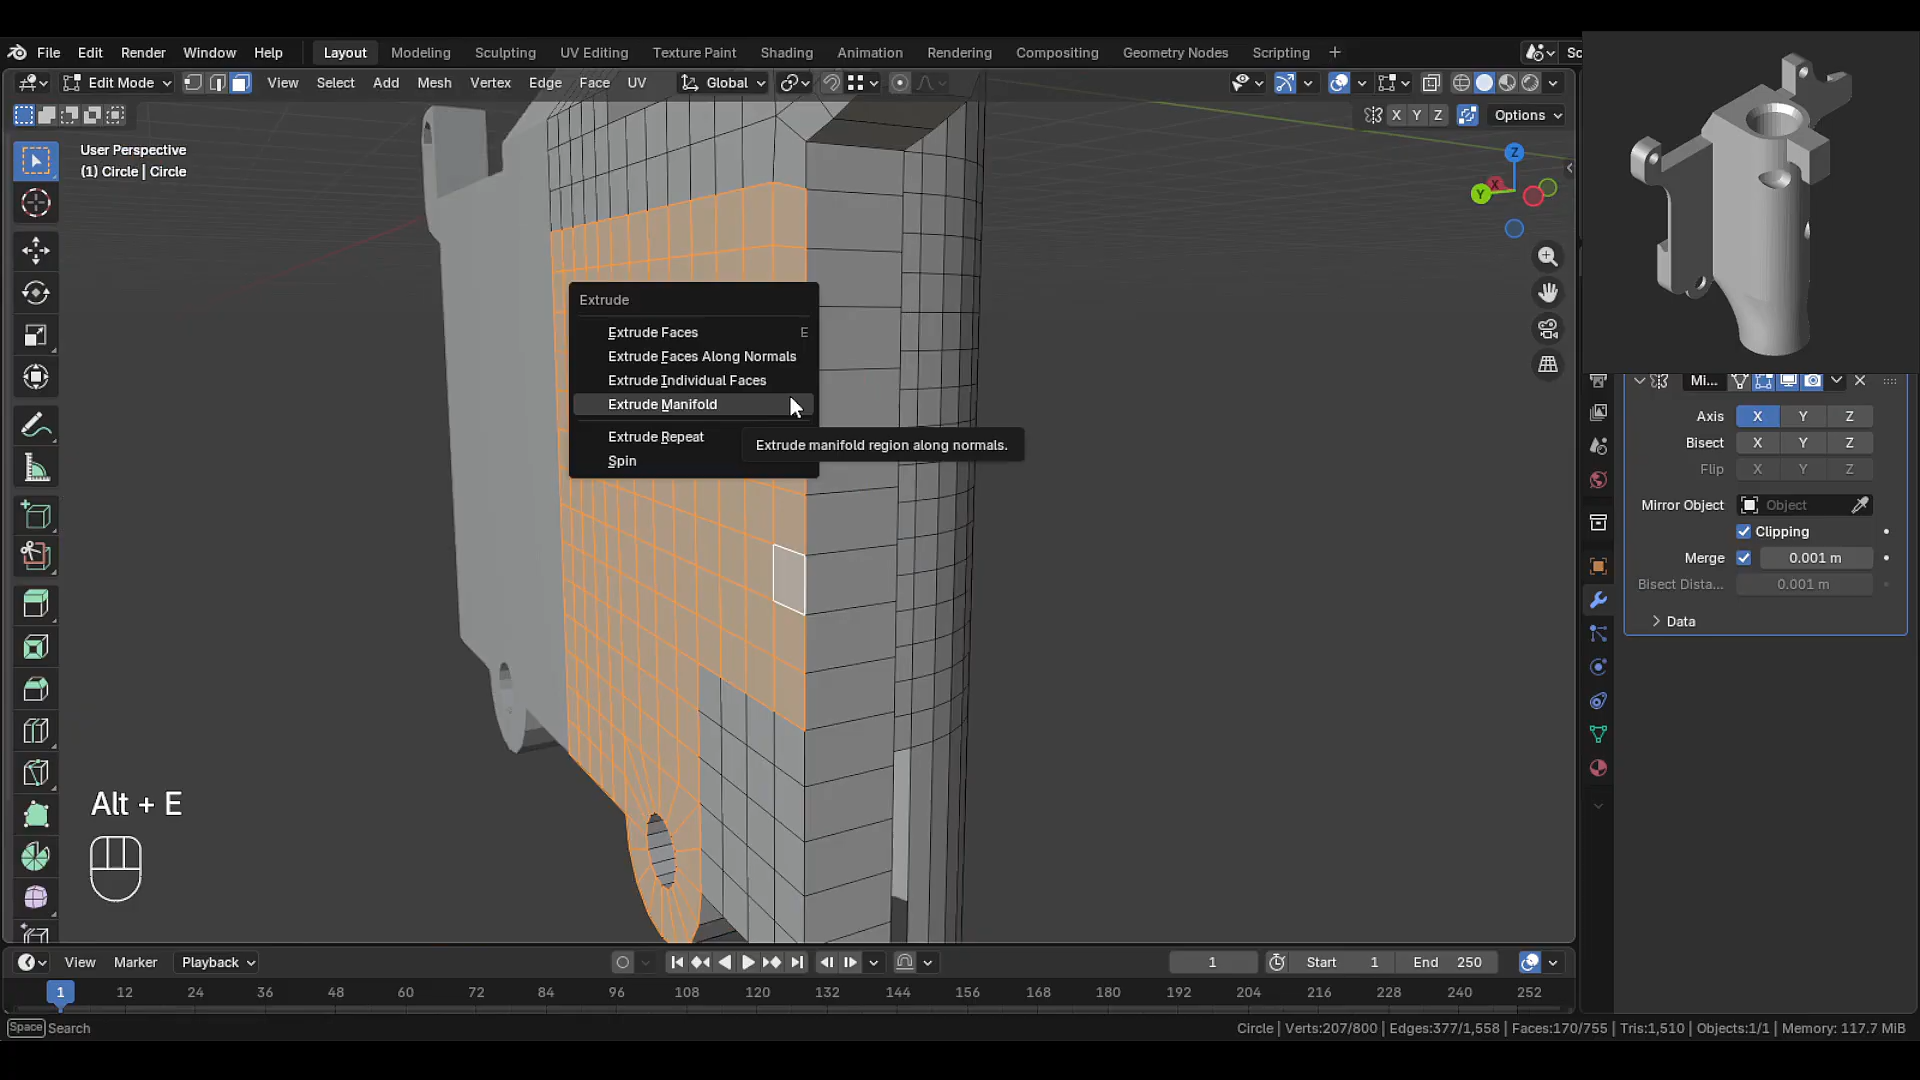 File Edit Render Window Help Layout Modeling Sculpting UV Editing Texture Paint Shading Animation Rendering Compositing Geometry Nodes Scripting + Sc
Edit Mode View Select Add Mesh Vertex Edge Face UV Global
X Y Z Options
User Perspective
(1) Circle | Circle
Z
Y
X
Extrude
Extrude Faces E
Extrude Faces Along Normals
Extrude Individual Faces
Extrude Manifold
Extrude Repeat
Spin
Extrude manifold region along normals.
Mi...
Axis X Y Z
Bisect X Y Z
Flip X Y Z
Mirror Object Object
Clipping
Merge 0.001 m
Bisect Dista... 0.001 m
Data
Alt + E
View Marker Playback 1 Start 1 End 250
1 12 24 36 48 60 72 84 96 108 120 132 144 156 168 180 192 204 216 228 240 252
Space Search
Circle | Verts:207/800 | Edges:377/1,558 | Faces:170/755 | Tris:1,510 | Objects:1/1 | Memory: 117.7 MiB